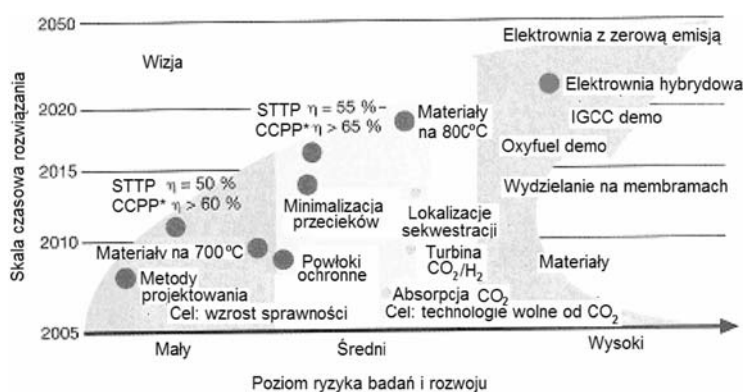 2050
Elektrownia z zerową emisją
Wizja
Elektrownia hybrydowa
2020
STTP η = 55 % –
CCPP* η > 65 %
Materiały
na 800°C
IGCC demo
Oxyfuel demo
2015
STTP η = 50 %
CCPP* η > 60 %
Wydzielanie na membramach
Minimalizacja
przecieków
Lokalizacje
sekwestracji
2010
Materiały na 700°C
Powłoki
ochronne
Turbina
CO₂/H₂
Materiały
Metody
projektowania
Absorpcja CO₂
Cel: wzrost sprawności
Cel: technologie wolne od CO₂
2005
Mały
Średni
Wysoki
Poziom ryzyka badań i rozwoju
Skala czasowa rozwiązania